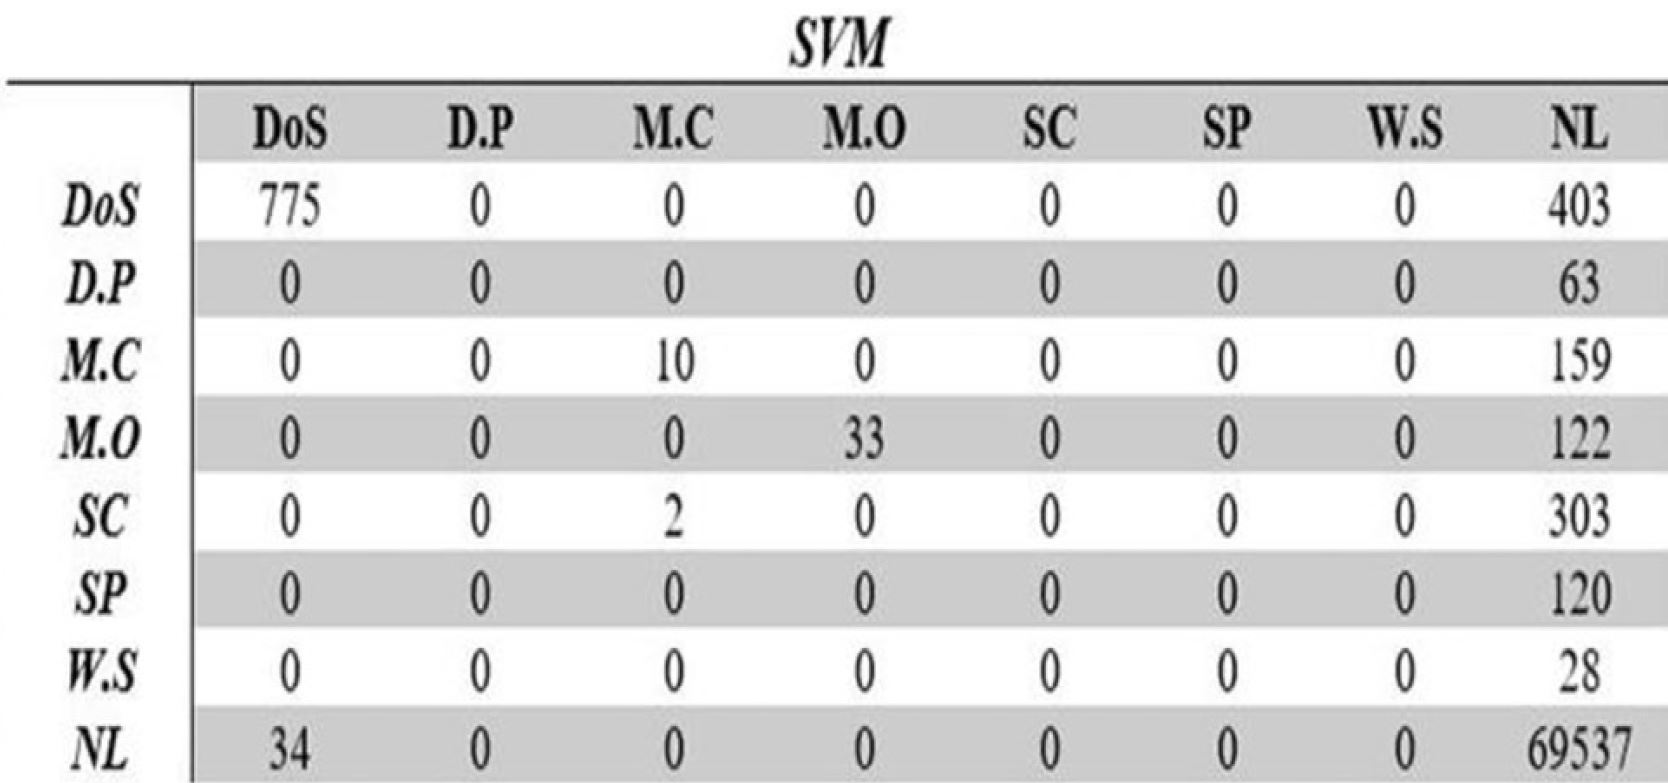 SVM
DoS D.P M.C M.O SC SP W.S NL
DoS 775 0 0 0 0 0 0 403
D.P 0 0 0 0 0 0 0 63
M.C 0 0 10 0 0 0 0 159
M.O 0 0 0 33 0 0 0 122
SC 0 0 2 0 0 0 0 303
SP 0 0 0 0 0 0 0 120
W.S 0 0 0 0 0 0 0 28
NL 34 0 0 0 0 0 0 69537